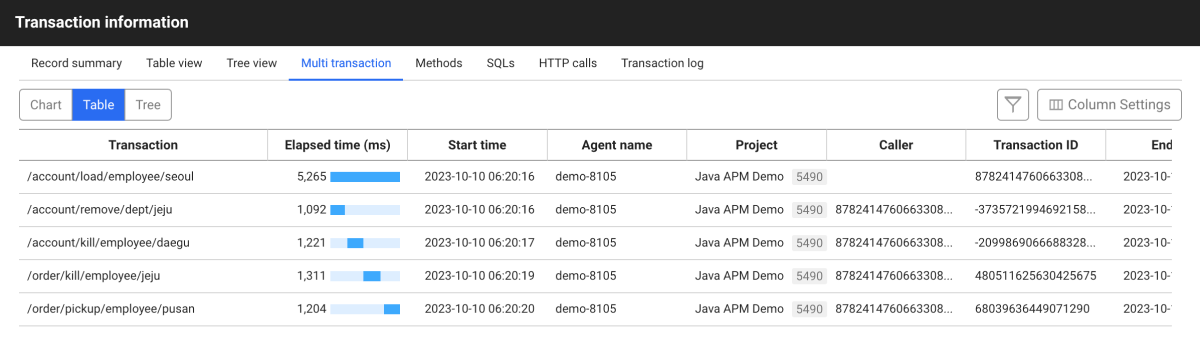 Transaction information
Record summary Table view Tree view Multi transaction Methods SQLs HTTP calls Transaction log
Chart Table Tree Column Settings
Transaction Elapsed time (ms) Start time Agent name Project Caller Transaction ID End
/account/load/employee/seoul 5,265 2023-10-10 06:20:16 demo-8105 Java APM Demo 5490 8782414760663308... 2023-10-
/account/remove/dept/jeju 1,092 2023-10-10 06:20:16 demo-8105 Java APM Demo 5490 8782414760663308... -3735721994692158... 2023-10-
/account/kill/employee/daegu 1,221 2023-10-10 06:20:17 demo-8105 Java APM Demo 5490 8782414760663308... -2099869066688328... 2023-10-
/order/kill/employee/jeju 1,311 2023-10-10 06:20:19 demo-8105 Java APM Demo 5490 8782414760663308... 480511625630425675 2023-10-
/order/pickup/employee/pusan 1,204 2023-10-10 06:20:20 demo-8105 Java APM Demo 5490 8782414760663308... 68039636449071290 2023-10-